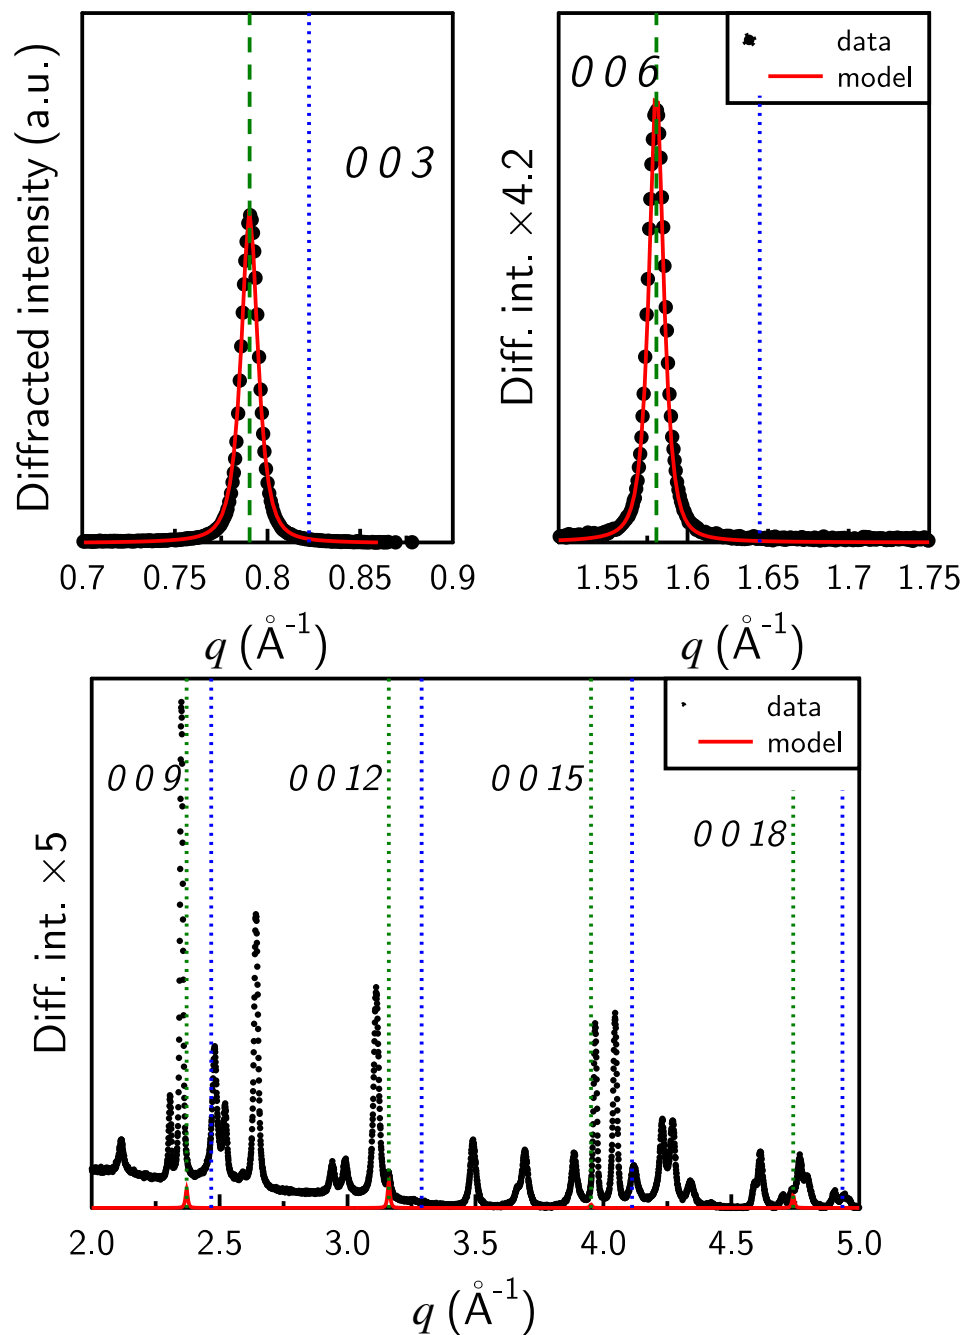 Diffracted intensity (a.u.)
0 0 3
0.7 0.75 0.8 0.85 0.9
q (Å⁻¹)
Diff. int. ×4.2
0 0 6
data
model
1.55 1.6 1.65 1.7 1.75
q (Å⁻¹)
Diff. int. ×5
data
model
0 0 9 0 0 12 0 0 15
0 0 18
2.0 2.5 3.0 3.5 4.0 4.5 5.0
q (Å⁻¹)